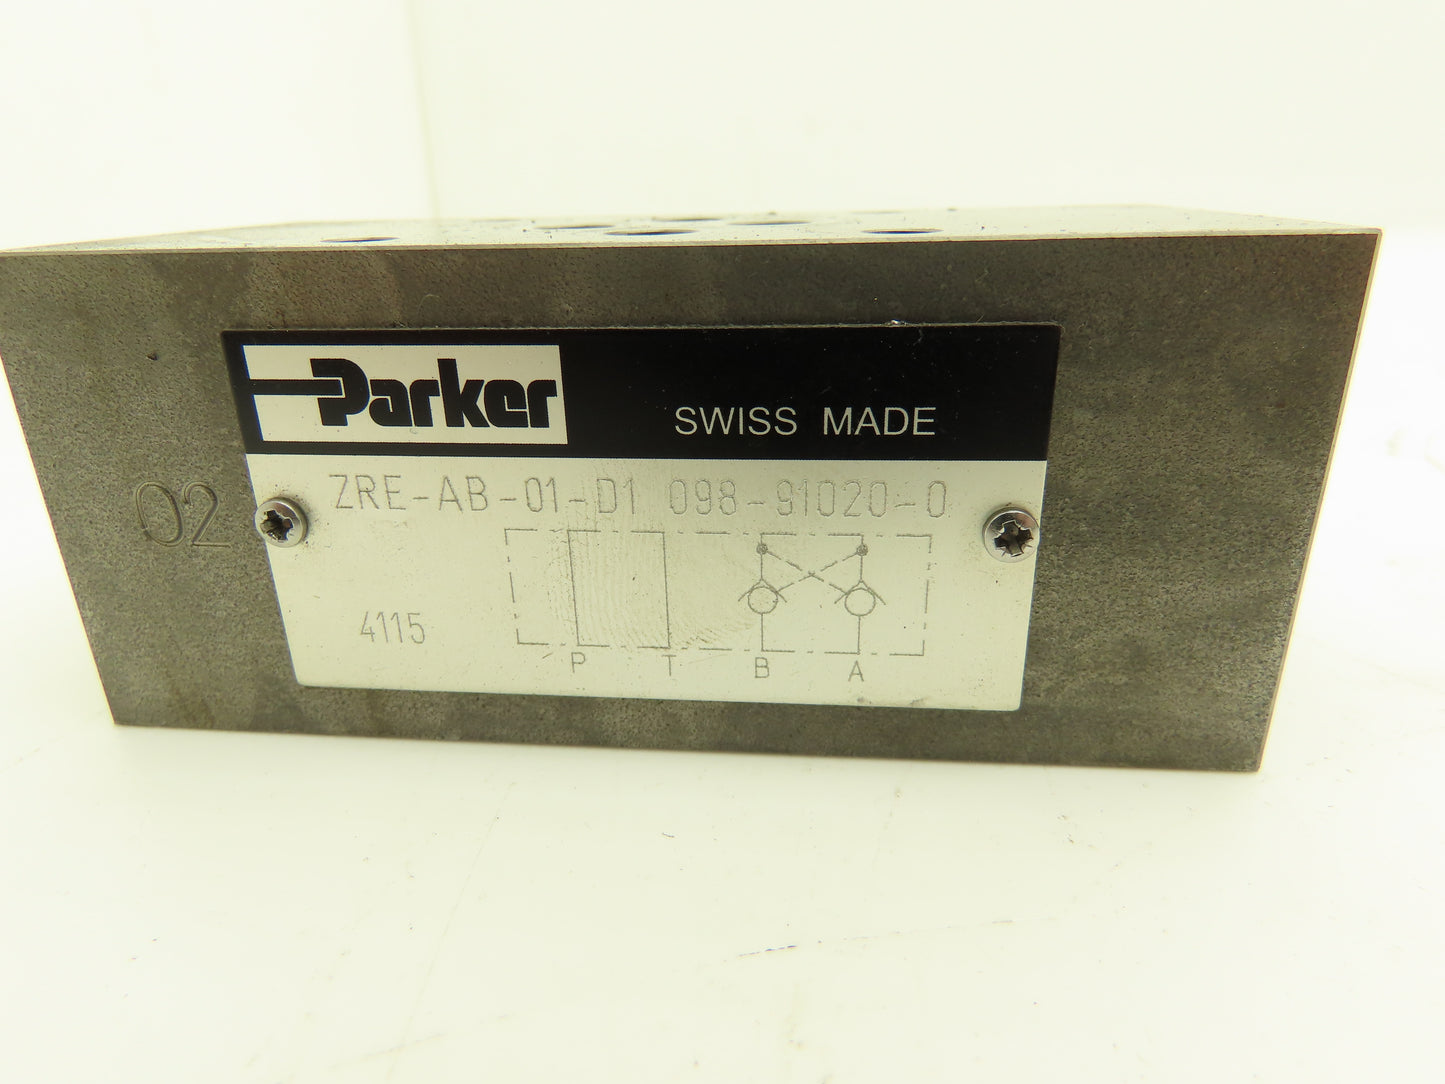 Parker
SWISS MADE
ZRE-AB-01-D1 098-91020-0
02
4115
P T B A